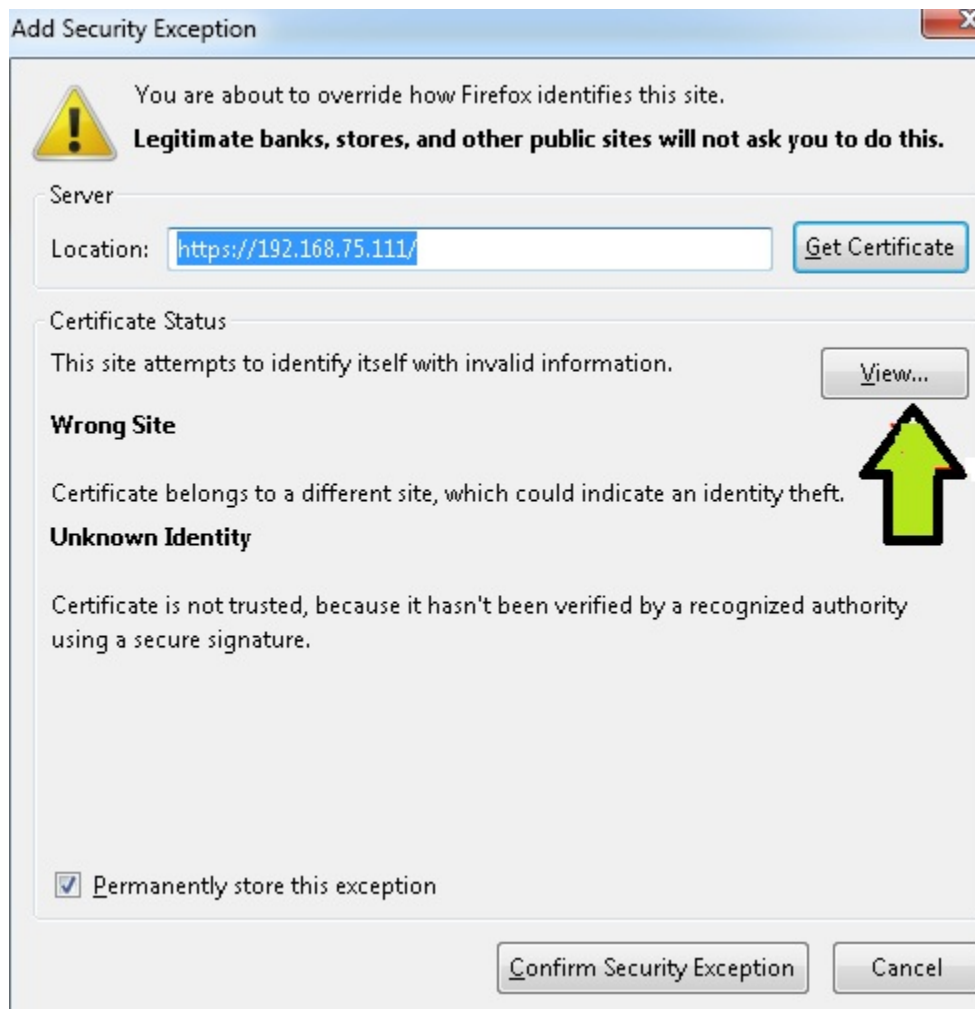 Add Security Exception
You are about to override how Firefox identifies this site.
Legitimate banks, stores, and other public sites will not ask you to do this.
Server
Location: https://192.168.75.111/ Get Certificate
Certificate Status
This site attempts to identify itself with invalid information.
View...
Wrong Site
Certificate belongs to a different site, which could indicate an identity theft.
Unknown Identity
Certificate is not trusted, because it hasn't been verified by a recognized authority
using a secure signature.
Permanently store this exception
Confirm Security Exception Cancel